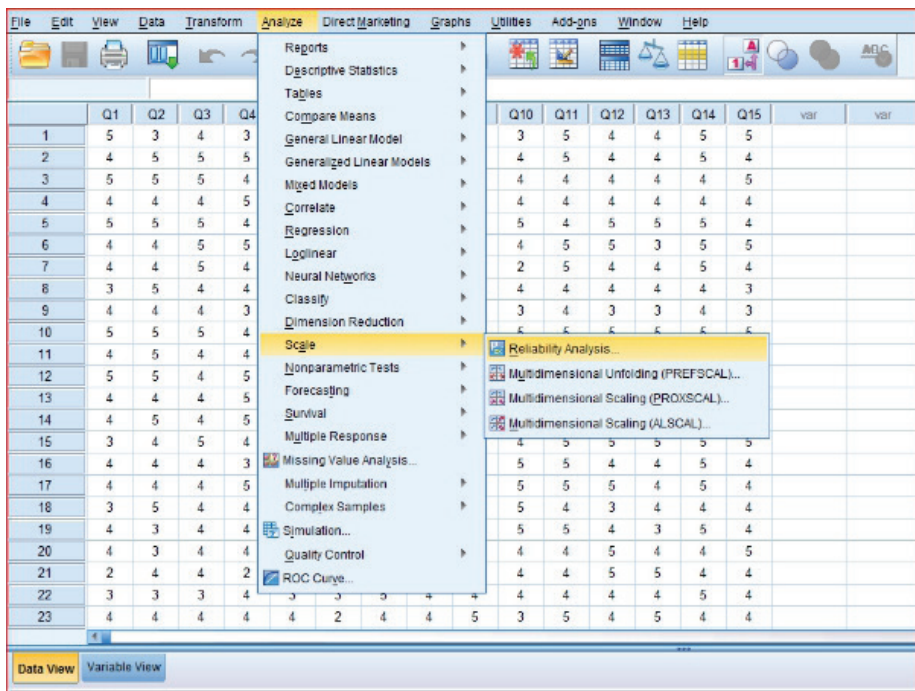 File Edit View Data Transform Analyze Direct Marketing Graphs Utilities Add-ons Window Help
A
1
ABC
Reports
Descriptive Statistics
Tables
Compare Means
General Linear Model
Generalized Linear Models
Mixed Models
Correlate
Regression
Loglinear
Neural Networks
Classify
Dimension Reduction
Scale
Nonparametric Tests
Forecasting
Survival
Multiple Response
Missing Value Analysis...
Multiple Imputation
Complex Samples
Simulation...
Quality Control
ROC Curve...
Reliability Analysis...
Multidimensional Unfolding (PREFSCAL)...
Multidimensional Scaling (PROXSCAL)...
Multidimensional Scaling (ALSCAL)...
Q1 Q2 Q3 Q4 Q10 Q11 Q12 Q13 Q14 Q15 var var
1 5 3 4 3 3 5 4 4 5 5
2 4 5 5 5 4 5 4 4 5 4
3 5 5 5 4 4 4 4 4 4 5
4 4 4 4 5 4 4 4 4 4 4
5 5 5 5 4 5 4 5 5 5 4
6 4 4 5 5 4 5 5 3 5 5
7 4 4 5 4 2 5 4 4 5 4
8 3 5 4 4 4 4 4 4 4 3
9 4 4 4 3 3 4 3 3 4 3
10 5 5 5 4
11 4 5 4 4
12 5 5 4 5
13 4 4 4 5
14 4 5 4 5
15 3 4 5 4 4 5 5 5 5 5
16 4 4 4 3 5 5 4 4 5 4
17 4 4 4 5 5 5 5 4 5 4
18 3 5 4 4 5 4 3 4 4 4
19 4 3 4 4 5 5 4 3 5 4
20 4 3 4 4 4 4 5 4 4 5
21 2 4 4 2 4 4 5 5 4 4
22 3 3 3 4 3 3 5 4 4 4 4 4 4 5 4
23 4 4 4 4 4 2 4 4 5 3 5 4 5 4 4
Data View Variable View